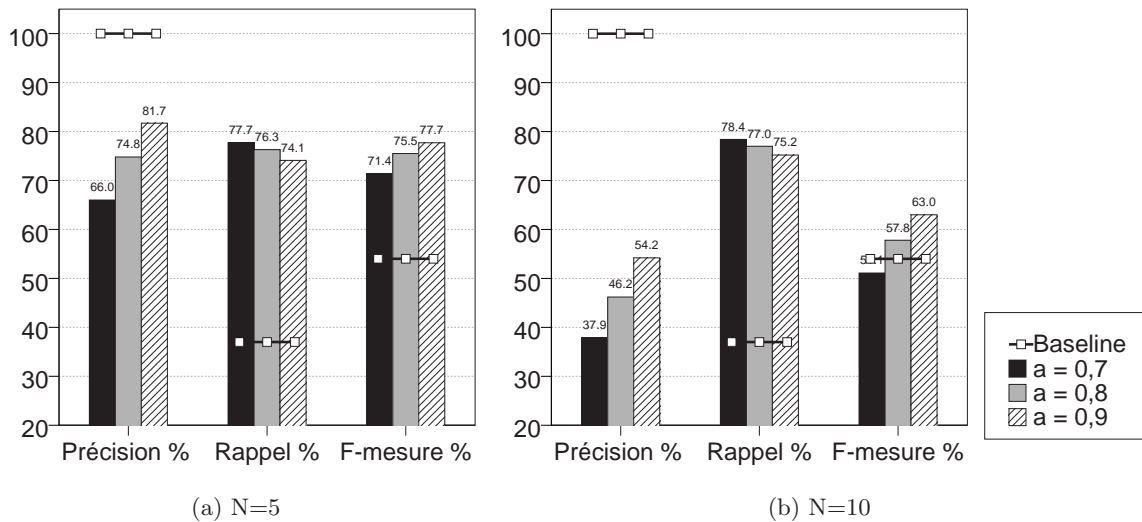 100
90
80
70
60
50
40
30
20
66.0
74.8
81.7
77.7
76.3
74.1
71.4
75.5
77.7
Précision %
Rappel %
F-mesure %
(a) N=5
100
90
80
70
60
50
40
30
20
37.9
46.2
54.2
78.4
77.0
75.2
57.8
63.0
Précision %
Rappel %
F-mesure %
(b) N=10
Baseline
a = 0,7
a = 0,8
a = 0,9